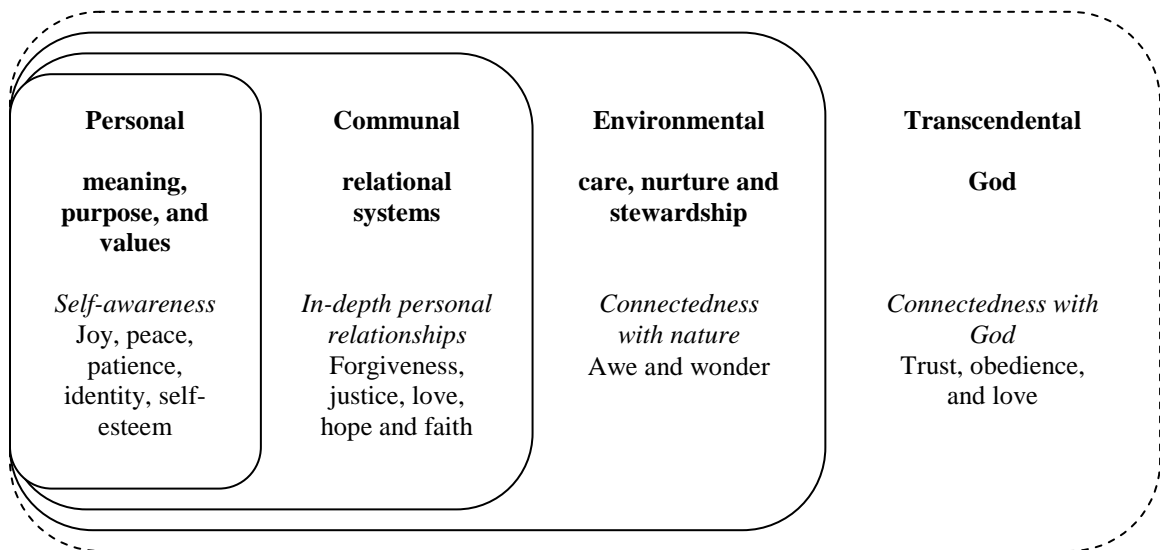 Personal
meaning,
purpose, and
values
Self-awareness
Joy, peace,
patience,
identity, self-
esteem
Communal
relational
systems
In-depth personal
relationships
Forgiveness,
justice, love,
hope and faith
Environmental
care, nurture and
stewardship
Connectedness
with nature
Awe and wonder
Transcendental
God
Connectedness with
God
Trust, obedience,
and love